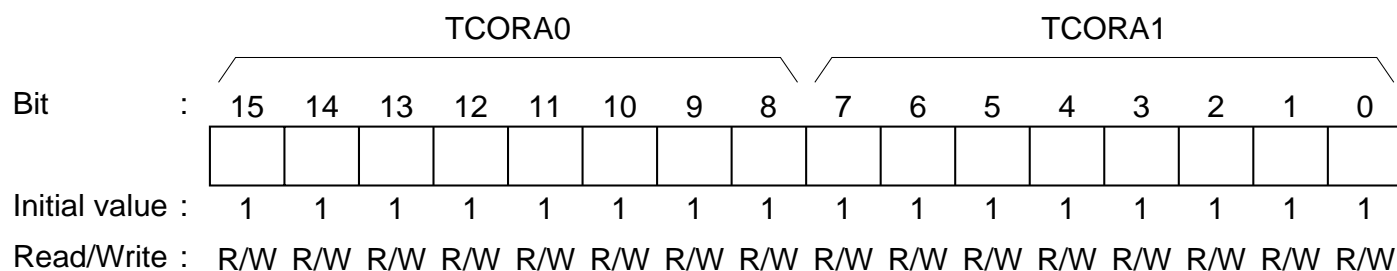 TCORA0 TCORA1
Bit : 15 14 13 12 11 10 9 8 7 6 5 4 3 2 1 0
Initial value : 1 1 1 1 1 1 1 1 1 1 1 1 1 1 1 1
Read/Write : R/W R/W R/W R/W R/W R/W R/W R/W R/W R/W R/W R/W R/W R/W R/W R/W